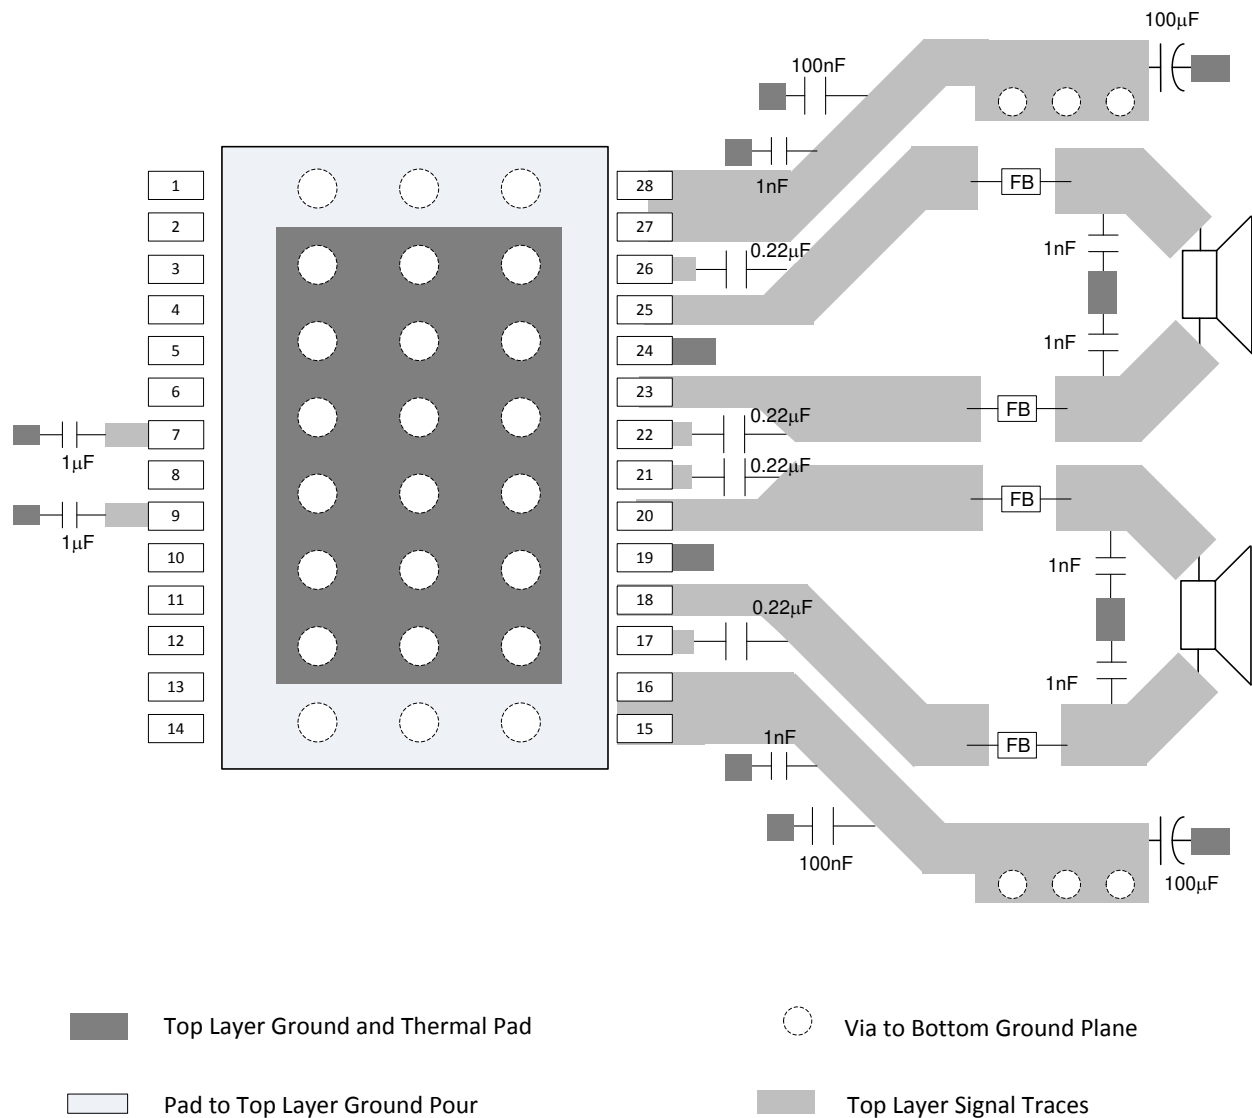 100μF
100nF
1nF
1
28
FB
2
27
1nF
0.22μF
3
26
4
25
5
24
1nF
6
23
FB
0.22μF
7
22
1μF
0.22μF
8
21
FB
9
20
1μF
10
19
1nF
11
18
0.22μF
12
17
1nF
13
16
14
15
1nF
FB
100nF
100μF
Top Layer Ground and Thermal Pad
Via to Bottom Ground Plane
Pad to Top Layer Ground Pour
Top Layer Signal Traces